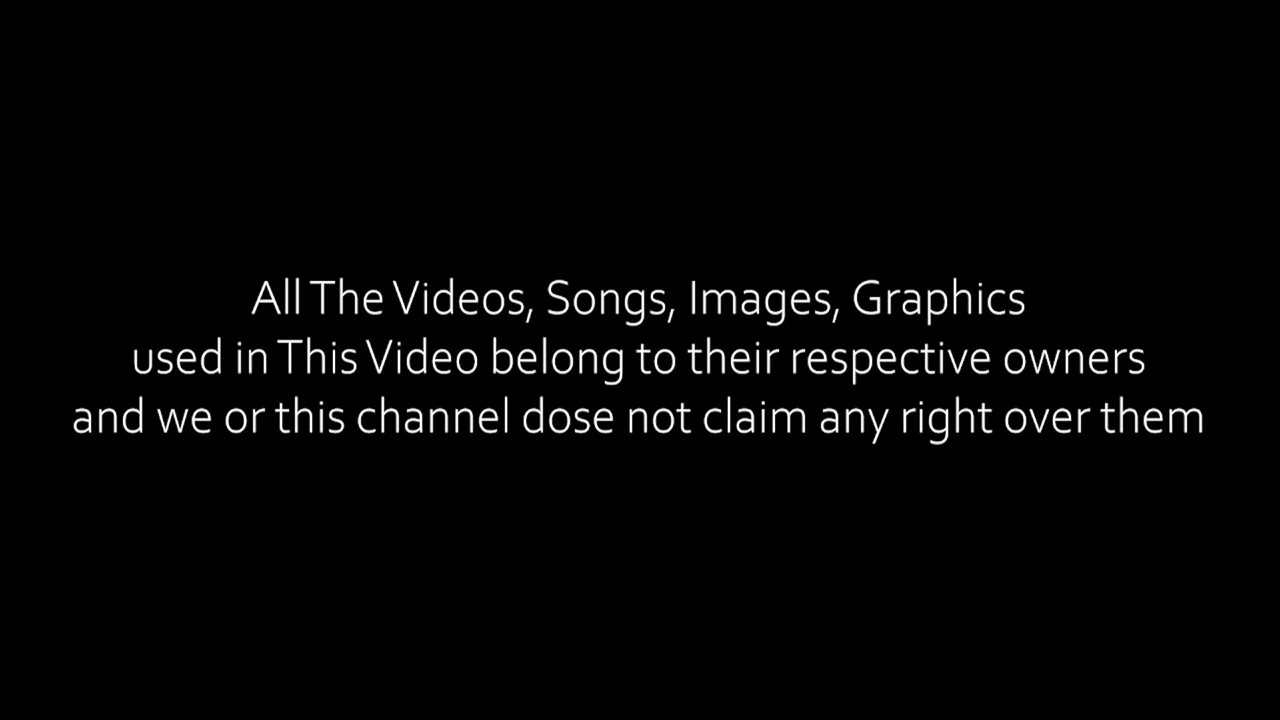 All The Videos, Songs, Images, Graphics
used in This Video belong to their respective owners
and we or this channel dose not claim any right over them